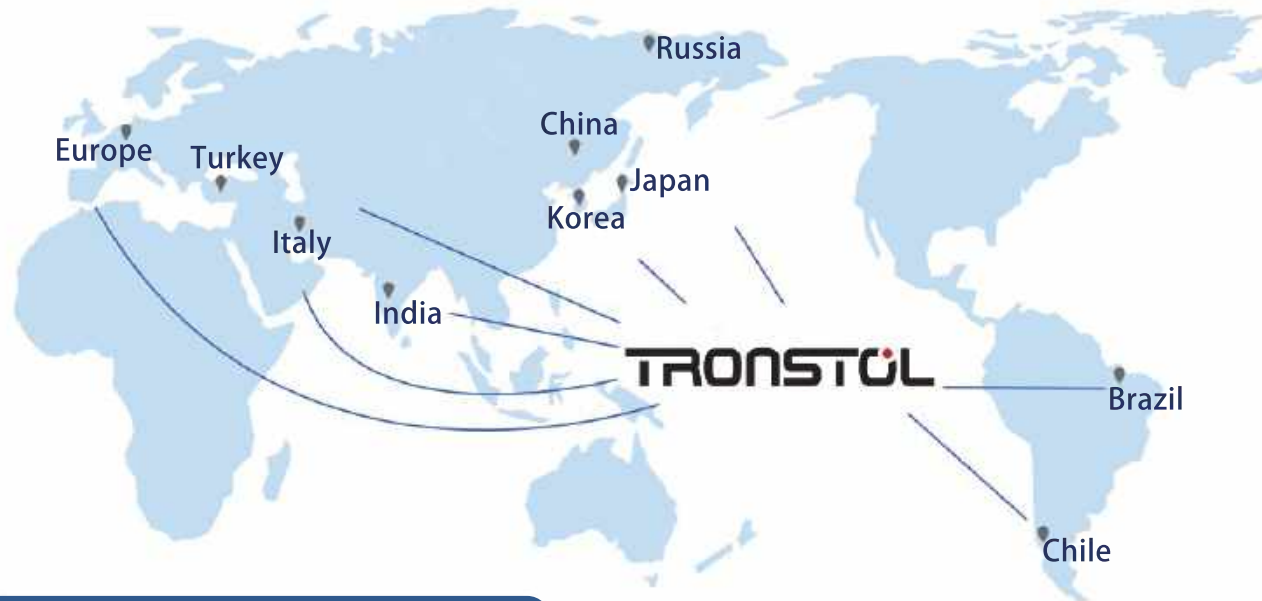 Russia
China
Europe
Turkey
Japan
Korea
Italy
India
TRONSTOL
Brazil
Chile